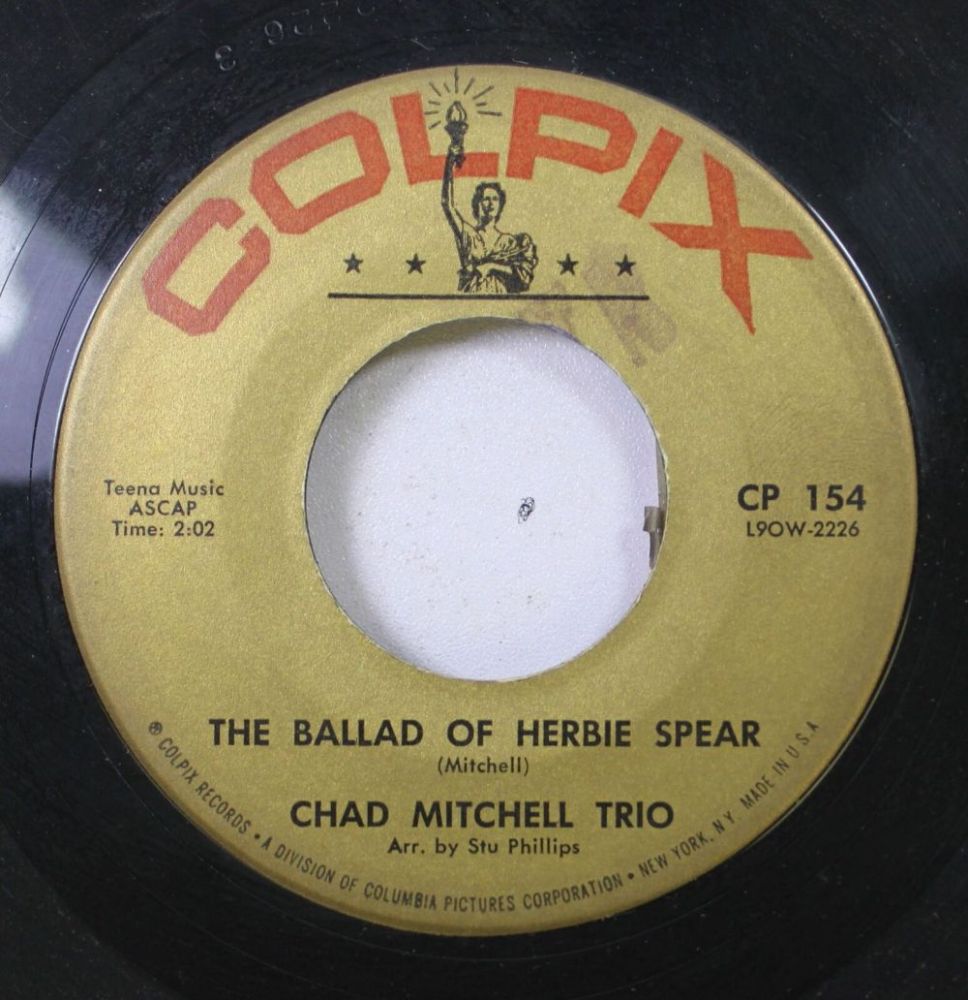 COLPIX
Teena Music
ASCAP
Time: 2:02
CP 154
L9OW-2226
THE BALLAD OF HERBIE SPEAR
(Mitchell)
CHAD MITCHELL TRIO
Arr. by Stu Phillips
® COLPIX RECORDS • A DIVISION OF COLUMBIA PICTURES CORPORATION • NEW YORK, N.Y. MADE IN U.S.A